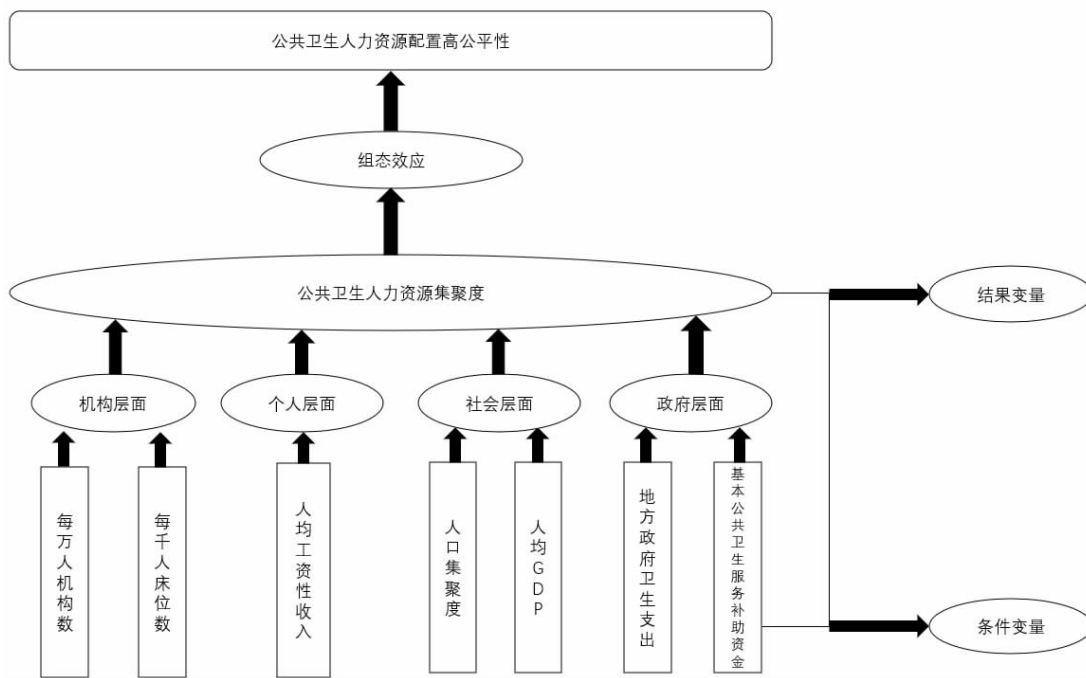 公共卫生人力资源配置高公平性
组态效应
公共卫生人力资源集聚度
结果变量
机构层面
个人层面
社会层面
政府层面
每万人机构数
每千人床位数
人均工资性收入
人口集聚度
人均GDP
地方政府卫生支出
基本公共卫生服务补助资金
条件变量